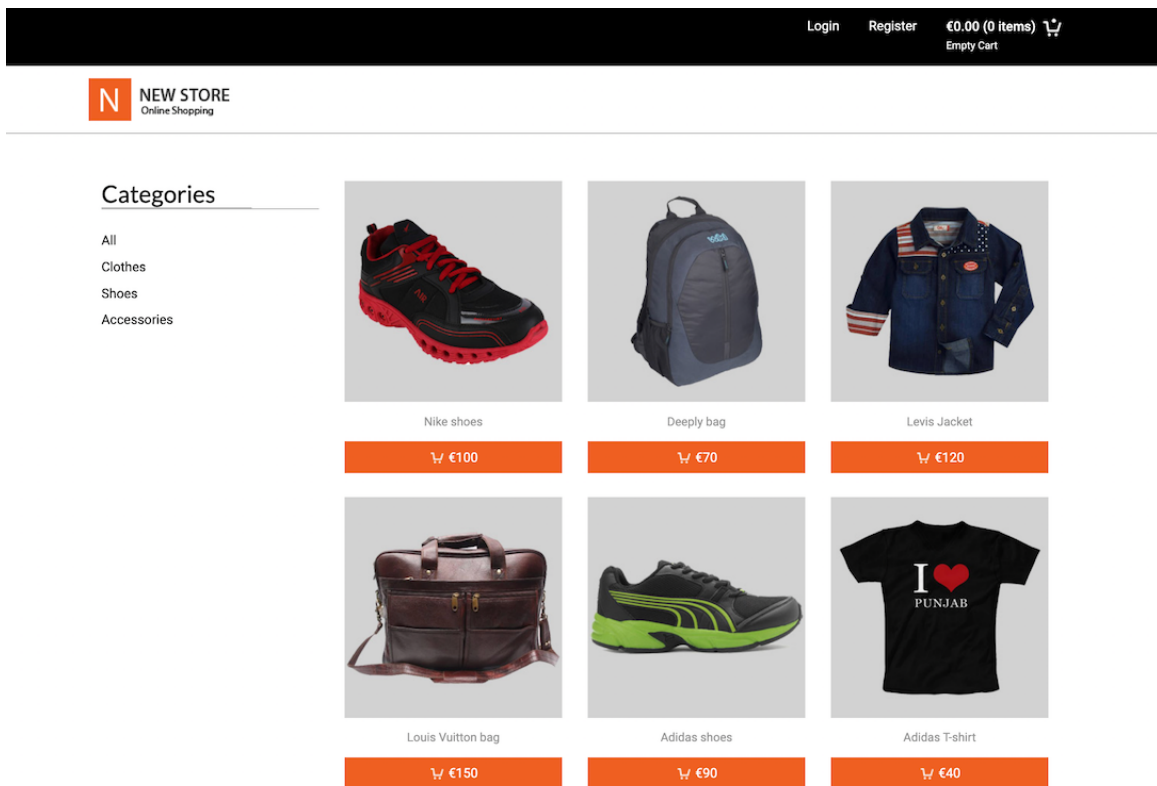 Login Register €0.00 (0 items)
Empty Cart
N NEW STORE
Online Shopping
Categories
All
Clothes
Shoes
Accessories
Nike shoes Deeply bag Levis Jacket
€100 €70 €120
I
PUNJAB
Louis Vuitton bag Adidas shoes Adidas T-shirt
€150 €90 €40